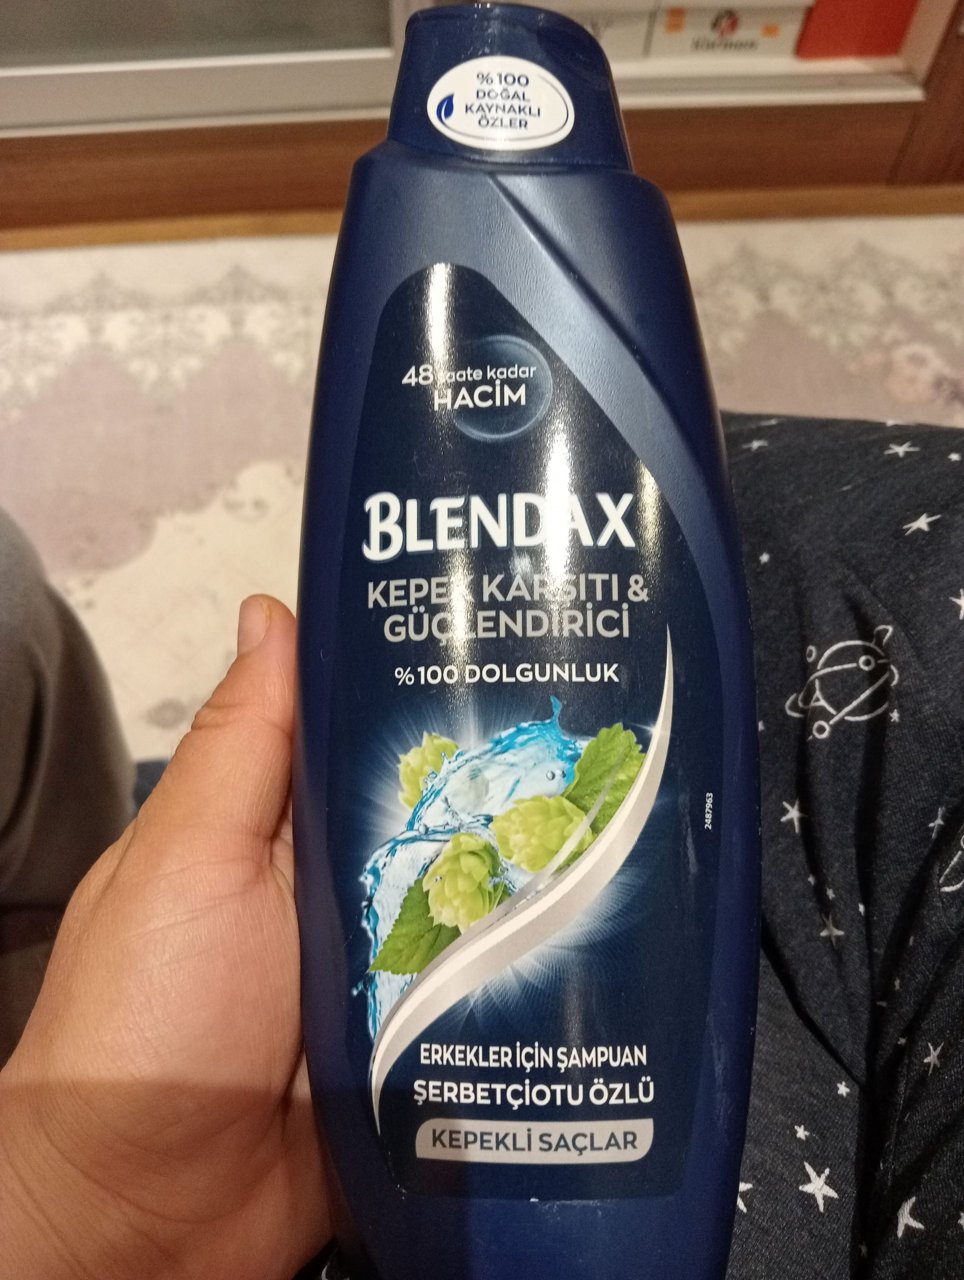 %100
DOĞAL
KAYNAKLI
ÖZLER
48 saate kadar
HACİM
BLENDAX
KEPEK KARŞITI &
GÜÇLENDİRİCİ
%100 DOLGUNLUK
2487963
ERKEKLER İÇİN ŞAMPUAN
ŞERBETÇİOTU ÖZLÜ
KEPEKLİ SAÇLAR